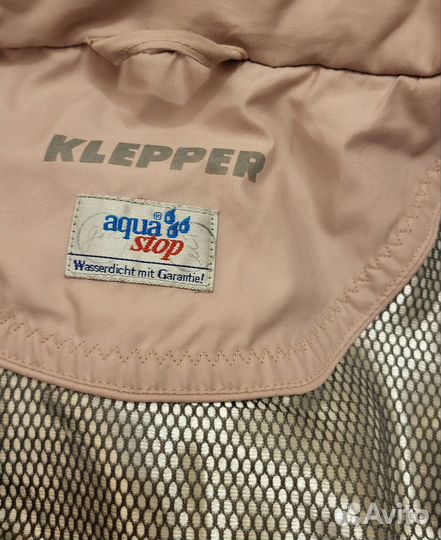 KLEPPER
aqua®
stop
Wasserdicht mit Garantie!
Avito